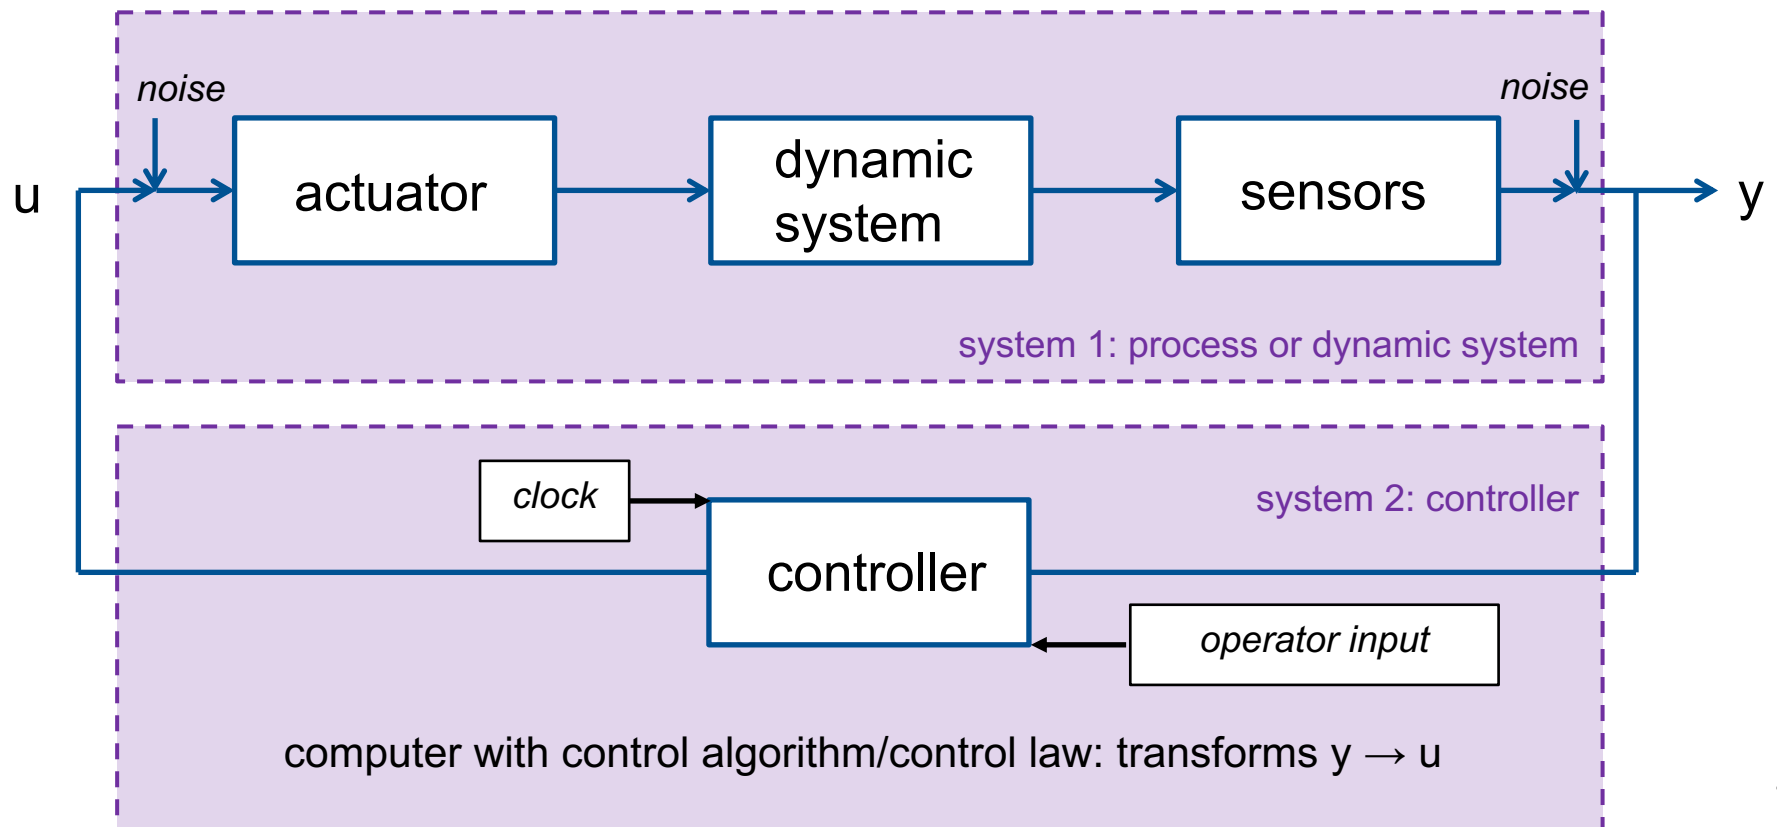 noise
noise
u
actuator
dynamic
system
sensors
y
system 1: process or dynamic system
clock
system 2: controller
controller
operator input
computer with control algorithm/control law: transforms y → u